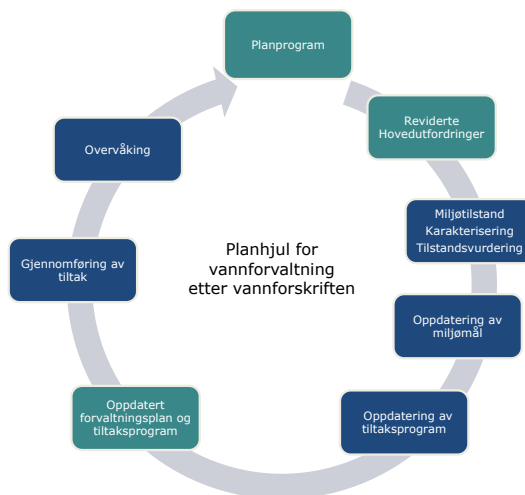 Planprogram
Reviderte
Hovedutfordringer
Miljøtilstand
Karakterisering
Tilstandsvurdering
Oppdatering av
miljømål
Oppdatering av
tiltaksprogram
Oppdatert
forvaltningsplan og
tiltaksprogram
Gjennomføring av
tiltak
Overvåking
Planhjul for
vannforvaltning
etter vannforskriften